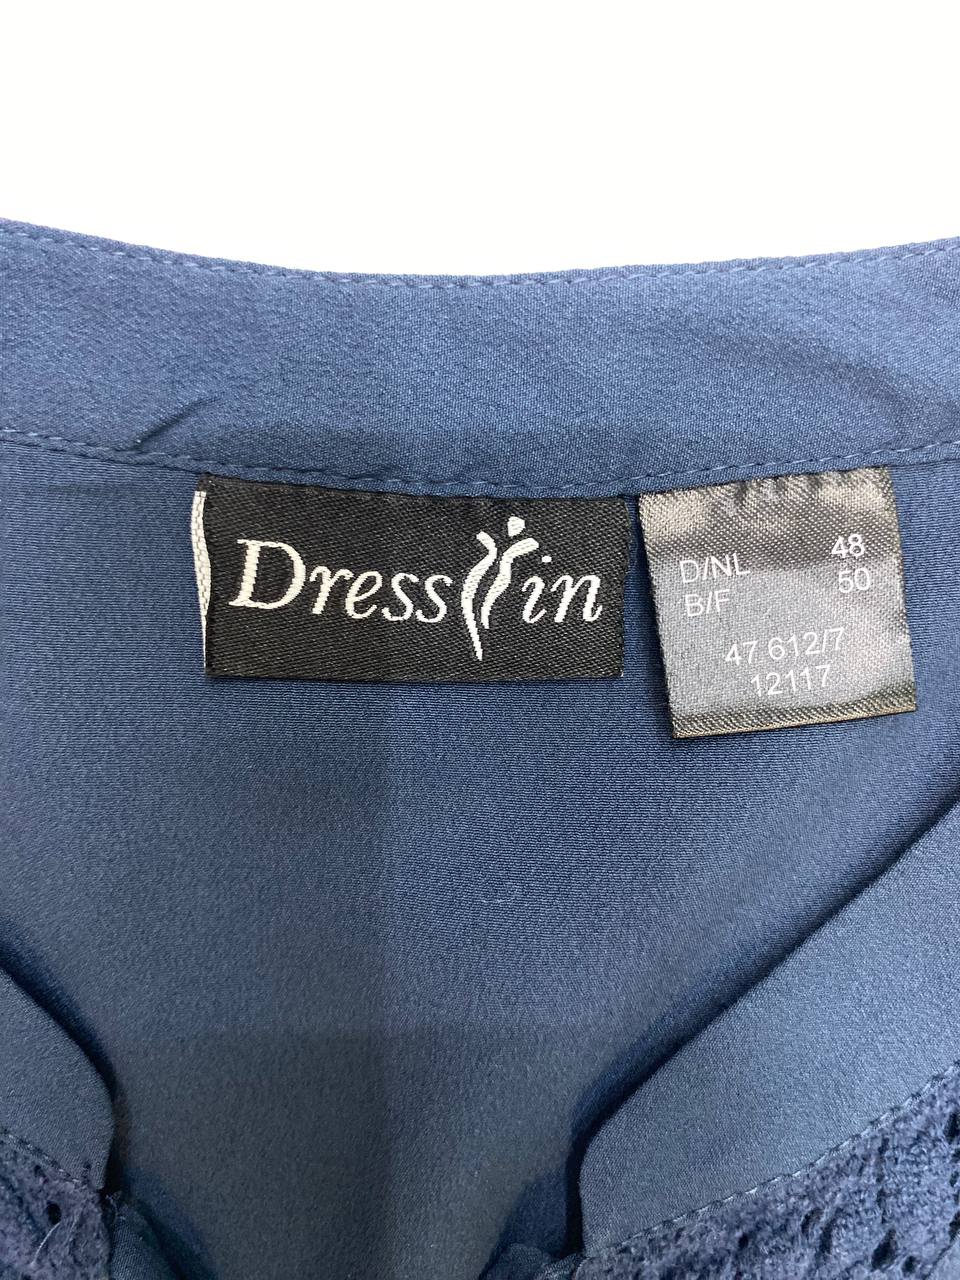 Dress in
D/NL 48
B/F 50
47 612/7
12117